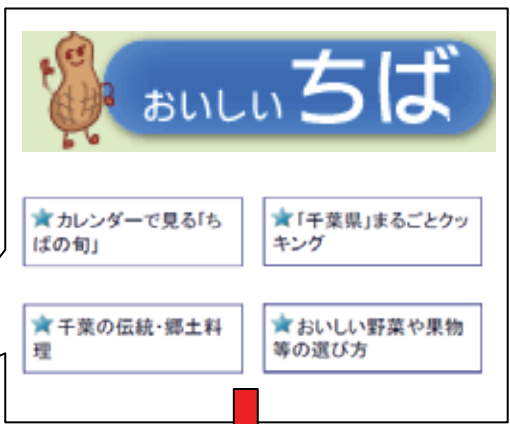 おいしいちば
★カレンダーで見る「ち
ばの旬」
★「千葉県」まるごとクッ
キング
★千葉の伝統・郷土料
理
★おいしい野菜や果物
等の選び方